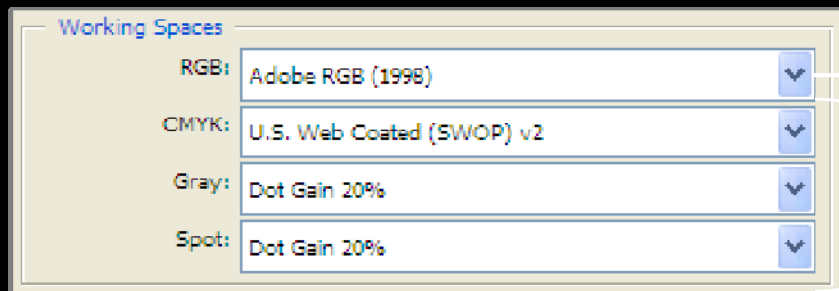 Working Spaces
RGB: Adobe RGB (1998)
CMYK: U.S. Web Coated (SWOP) v2
Gray: Dot Gain 20%
Spot: Dot Gain 20%